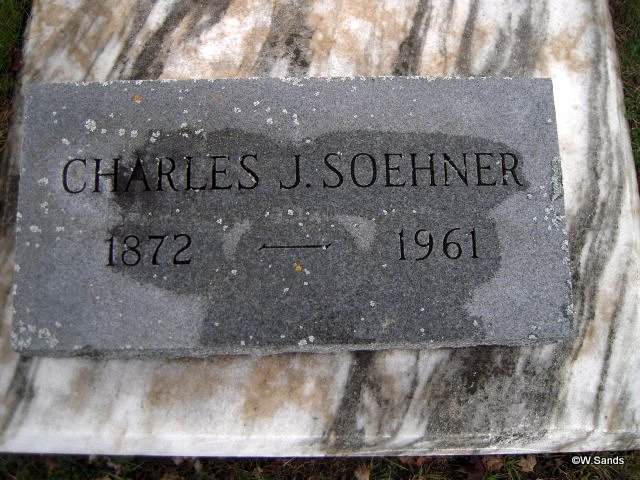 CHARLES J. SOEHNER
1872 — 1961
©W.Sands